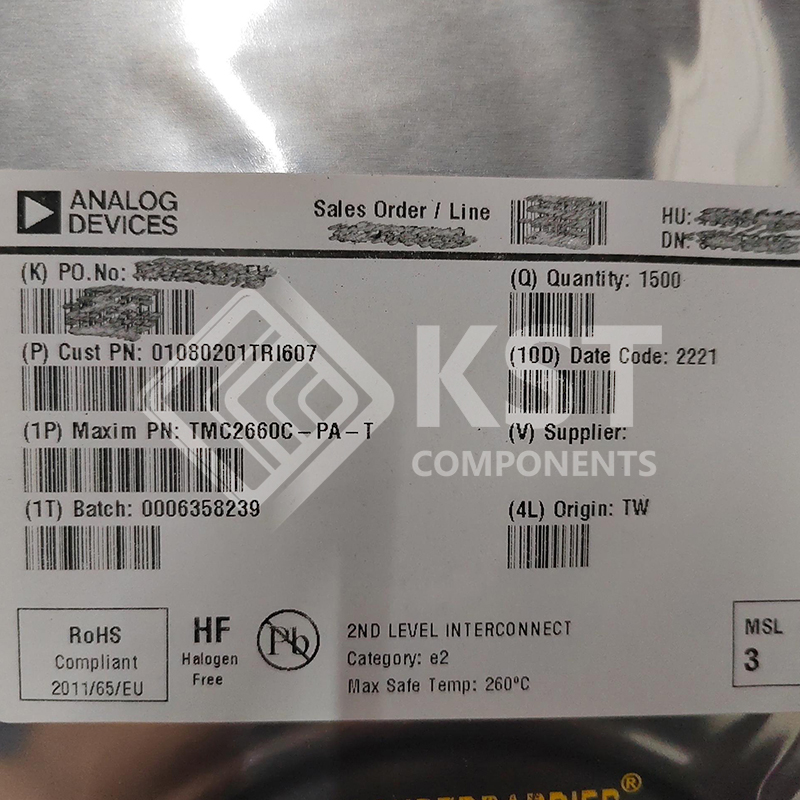 ANALOG
DEVICES
Sales Order / Line
HU:
DN:
(K) PO.No:
(Q) Quantity: 1500
(P) Cust PN: 01080201TRI607
(10D) Date Code: 2221
(1P) Maxim PN: TMC2660C-PA-T
(V) Supplier:
(1T) Batch: 0006358239
(4L) Origin: TW
KST
COMPONENTS
RoHS
Compliant
2011/65/EU
HF
Halogen
Free
Pb
2ND LEVEL INTERCONNECT
Category: e2
Max Safe Temp: 260ºC
MSL
3